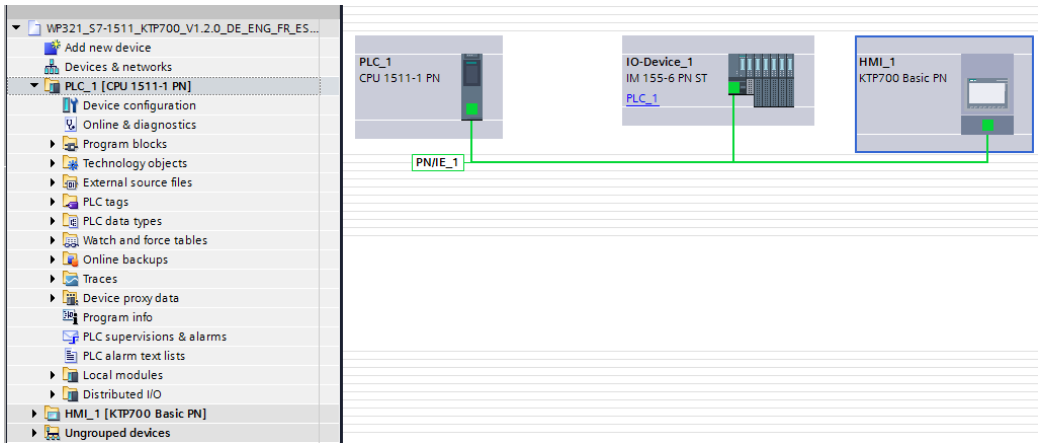 WP321_S7-1511_KTP700_V1.2.0_DE_ENG_FR_ES...
Add new device
Devices & networks
PLC_1 [CPU 1511-1 PN]
Device configuration
Online & diagnostics
Program blocks
Technology objects
External source files
PLC tags
PLC data types
Watch and force tables
Online backups
Traces
Device proxy data
Program info
PLC supervisions & alarms
PLC alarm text lists
Local modules
Distributed I/O
HMI_1 [KTP700 Basic PN]
Ungrouped devices
PLC_1
CPU 1511-1 PN
IO-Device_1
IM 155-6 PN ST
PLC_1
HMI_1
KTP700 Basic PN
PN/IE_1